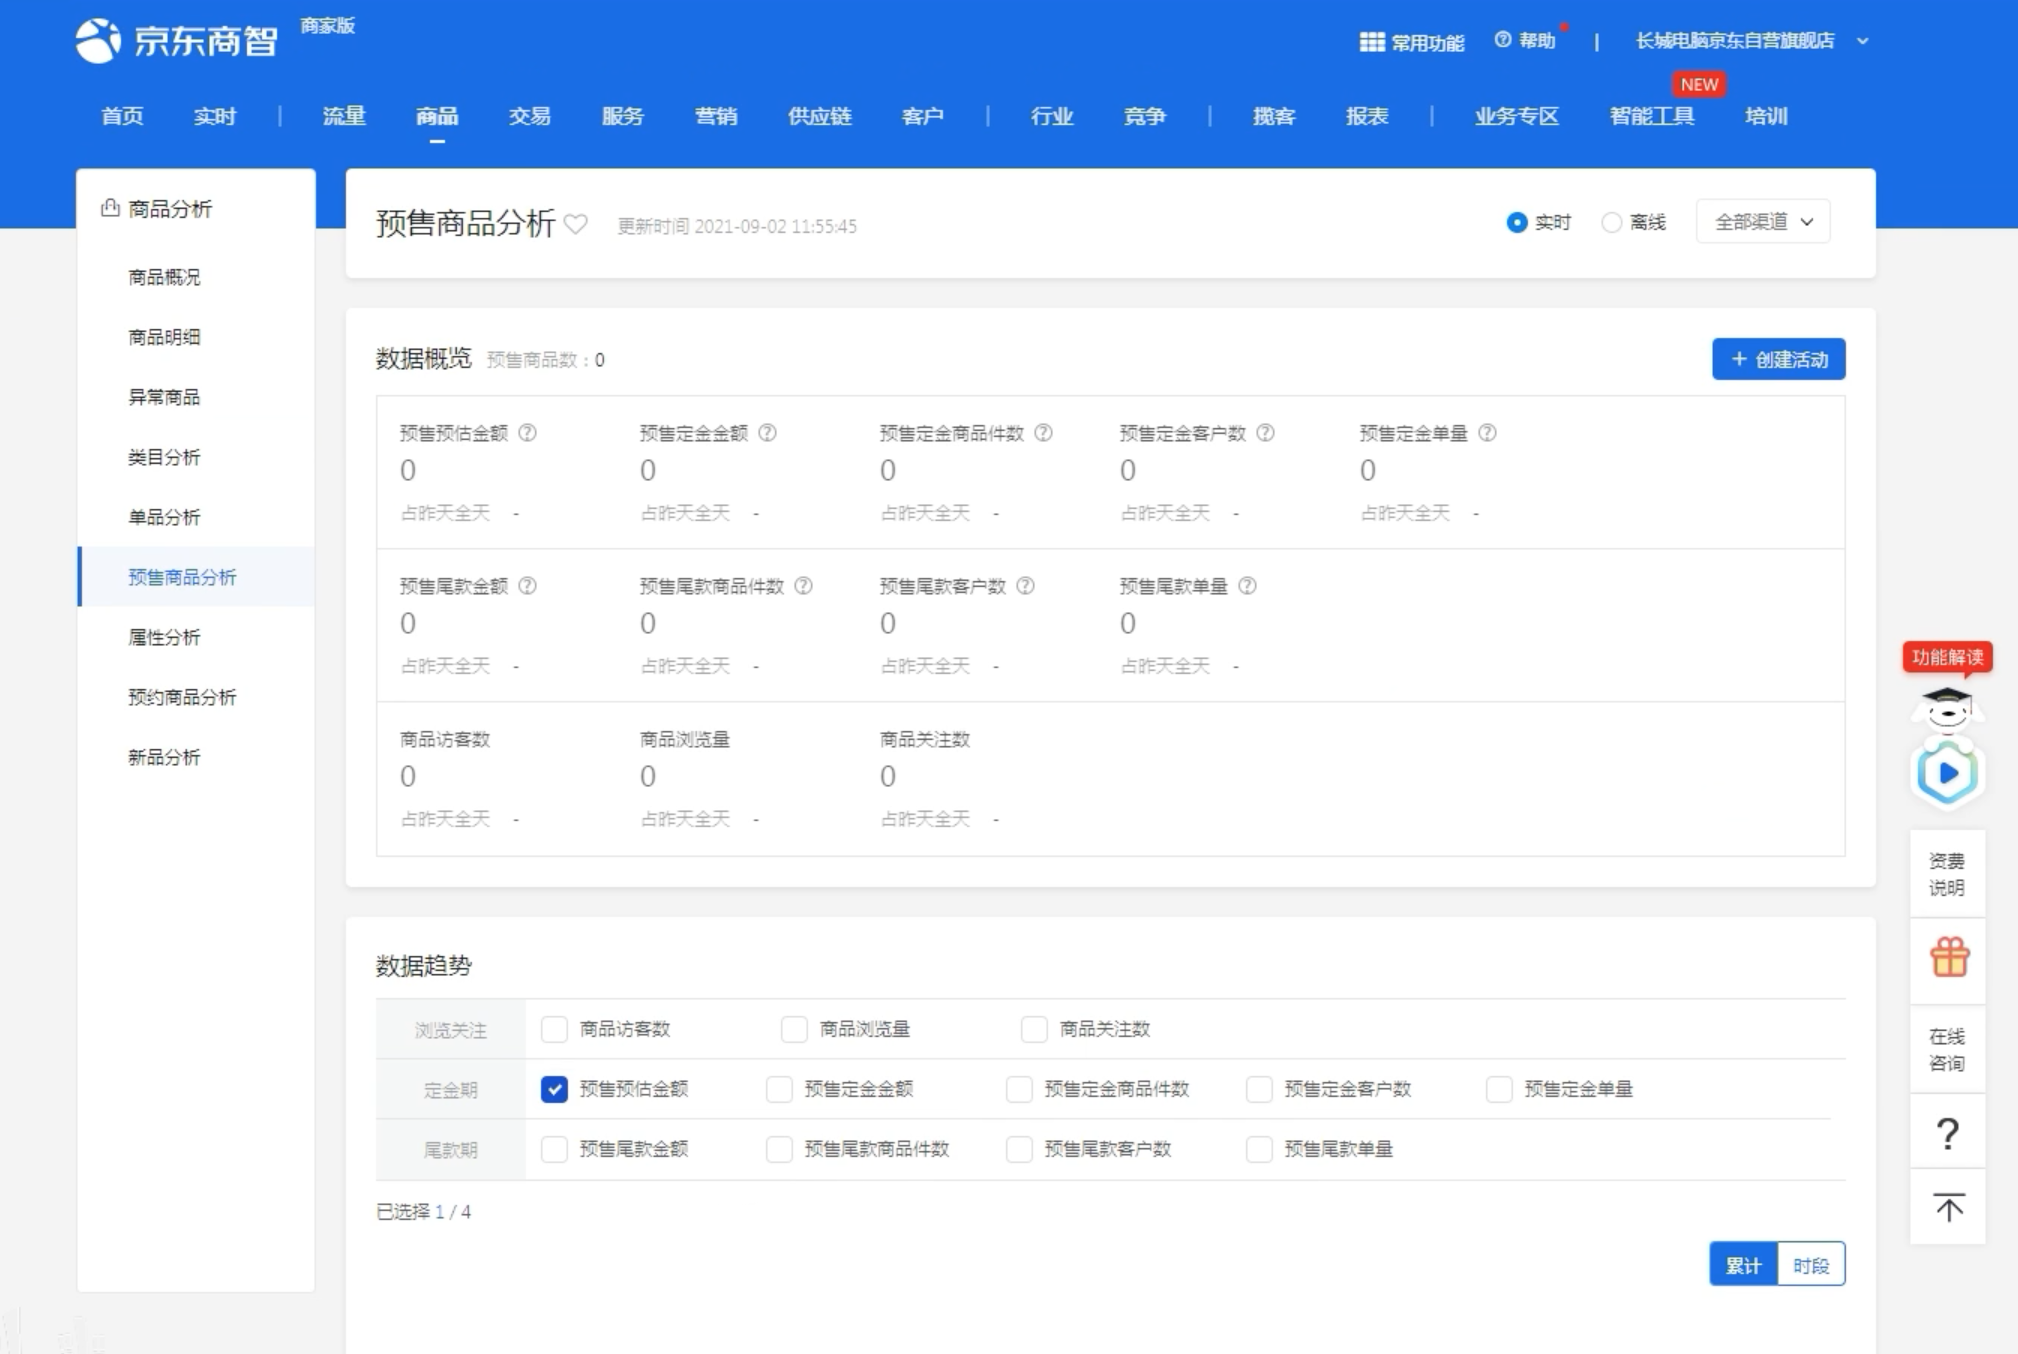 京东商智 商家版
常用功能 帮助 | 长城电脑京东自营旗舰店
NEW
首页 实时 | 流量 商品 交易 服务 营销 供应链 客户 | 行业 竞争 | 揽客 报表 | 业务专区 智能工具 培训
商品分析
商品概况
商品明细
异常商品
类目分析
单品分析
预售商品分析
属性分析
预约商品分析
新品分析
预售商品分析 更新时间 2021-09-02 11:55:45
实时 离线 全部渠道
数据概览 预售商品数：0
+ 创建活动
预售预估金额 预售定金金额 预售定金商品件数 预售定金客户数 预售定金单量
0 0 0 0 0
占昨天全天 - 占昨天全天 - 占昨天全天 - 占昨天全天 - 占昨天全天 -
预售尾款金额 预售尾款商品件数 预售尾款客户数 预售尾款单量
0 0 0 0
占昨天全天 - 占昨天全天 - 占昨天全天 - 占昨天全天 -
商品访客数 商品浏览量 商品关注数
0 0 0
占昨天全天 - 占昨天全天 - 占昨天全天 -
数据趋势
浏览关注 商品访客数 商品浏览量 商品关注数
定金期 预售预估金额 预售定金金额 预售定金商品件数 预售定金客户数 预售定金单量
尾款期 预售尾款金额 预售尾款商品件数 预售尾款客户数 预售尾款单量
已选择 1 / 4
累计 时段
功能解读
资费
说明
在线
咨询
?